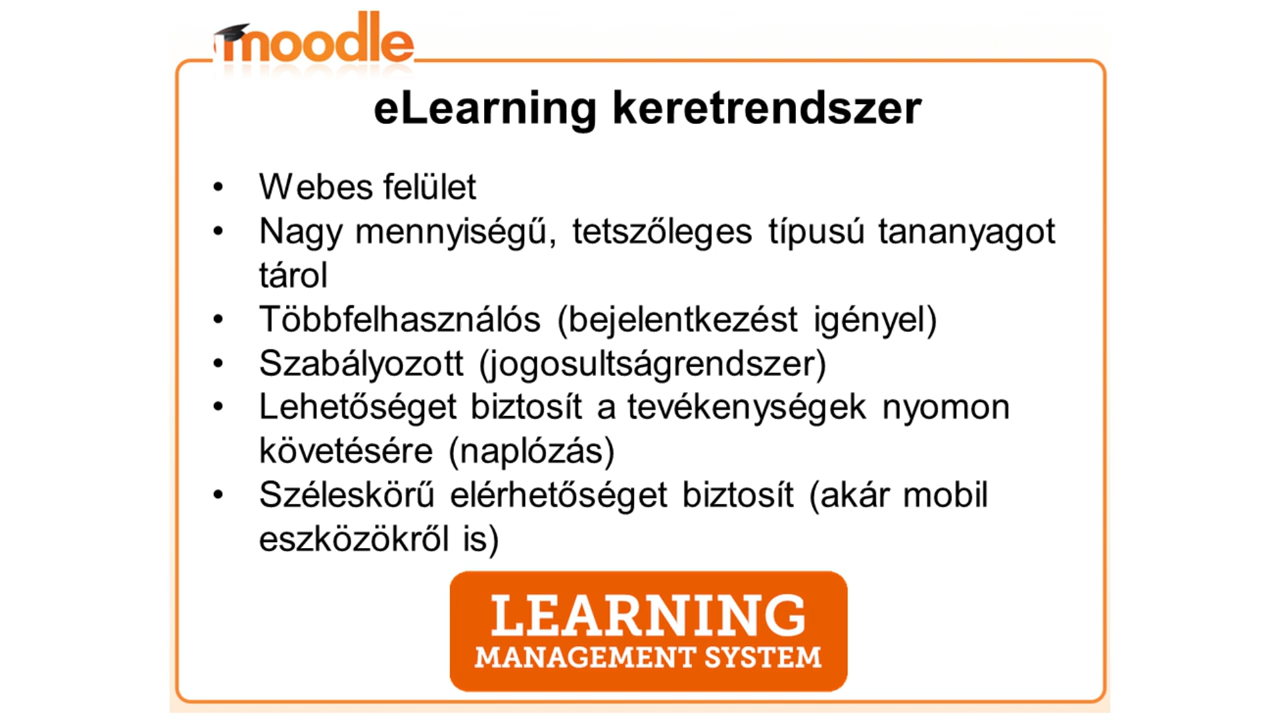 moodle
eLearning keretrendszer
• Webes felület
• Nagy mennyiségű, tetszőleges típusú tananyagot
tárol
• Többfelhasználós (bejelentkezést igényel)
• Szabályozott (jogosultságrendszer)
• Lehetőséget biztosít a tevékenységek nyomon
követésére (naplózás)
• Széleskörű elérhetőséget biztosít (akár mobil
eszközökről is)
LEARNING
MANAGEMENT SYSTEM